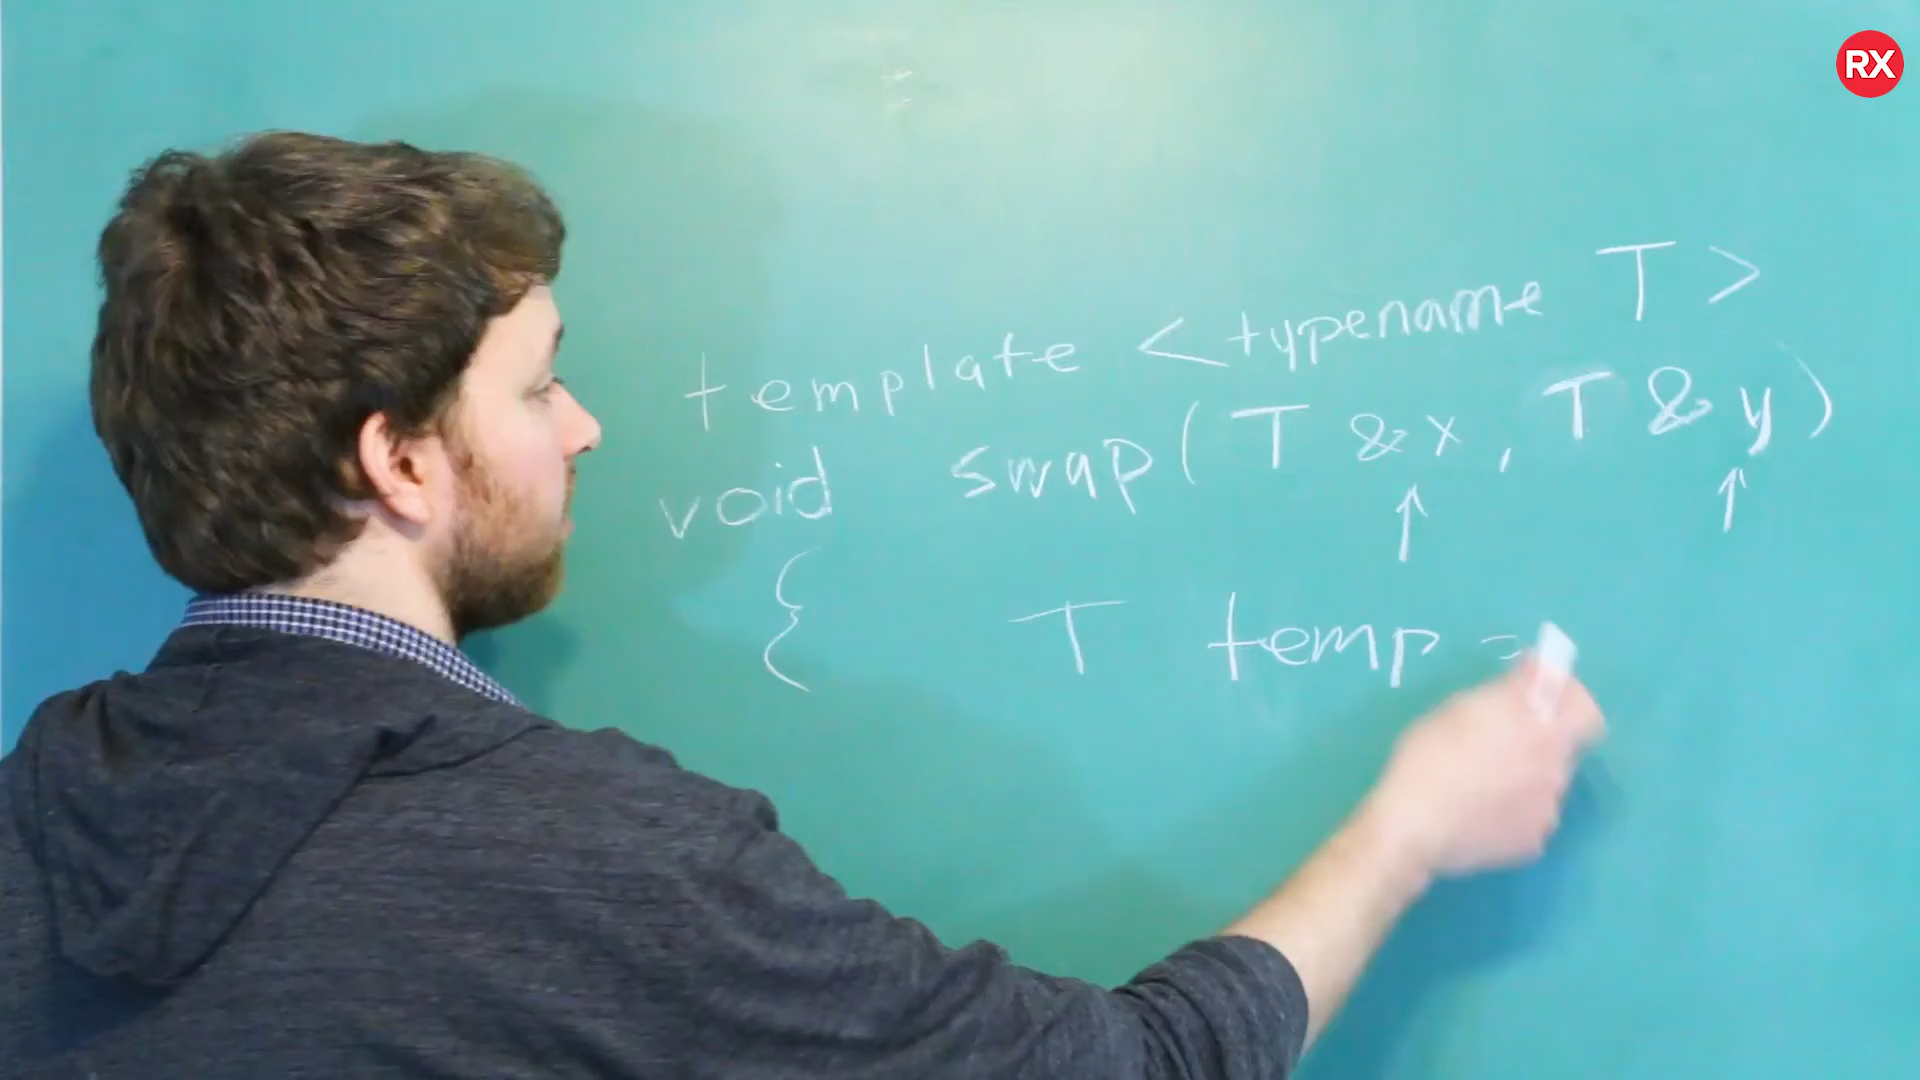 RX
template <typename T>
void swap(T &x, T &y)
{ T temp =